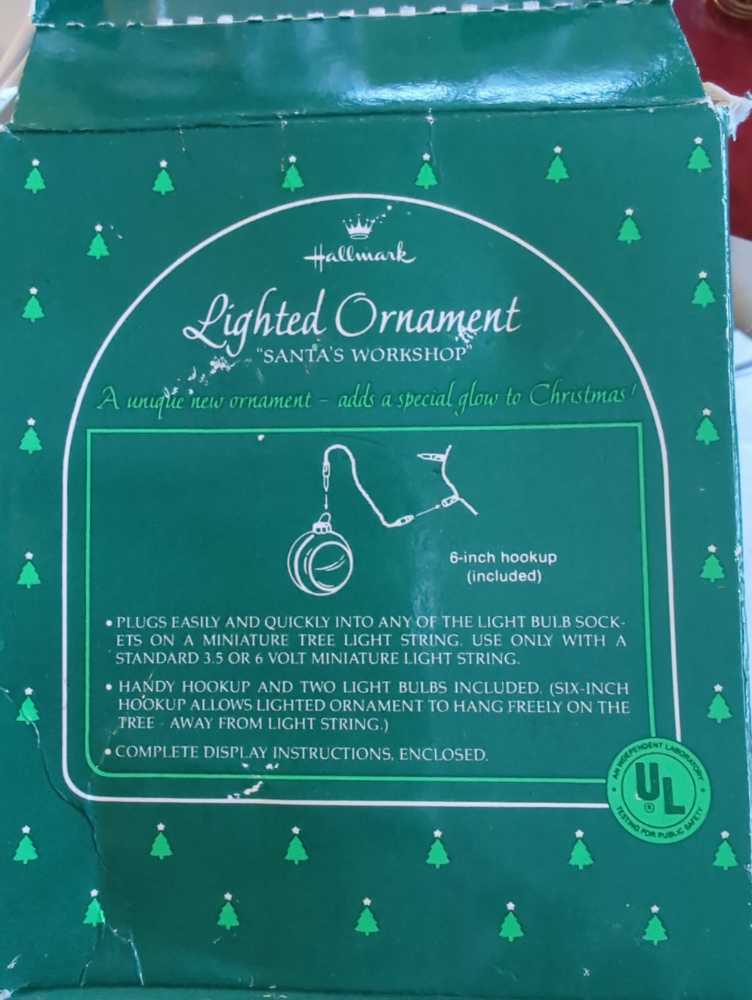 Hallmark
Lighted Ornament
"SANTA'S WORKSHOP"
A unique new ornament – adds a special glow to Christmas!
6-inch hookup
(included)
• PLUGS EASILY AND QUICKLY INTO ANY OF THE LIGHT BULB SOCK-
ETS ON A MINIATURE TREE LIGHT STRING. USE ONLY WITH A
STANDARD 3.5 OR 6 VOLT MINIATURE LIGHT STRING.
• HANDY HOOKUP AND TWO LIGHT BULBS INCLUDED. (SIX-INCH
HOOKUP ALLOWS LIGHTED ORNAMENT TO HANG FREELY ON THE
TREE - AWAY FROM LIGHT STRING.)
• COMPLETE DISPLAY INSTRUCTIONS, ENCLOSED.
AN INDEPENDENT LABORATORY
UL
®
TESTING FOR PUBLIC SAFETY